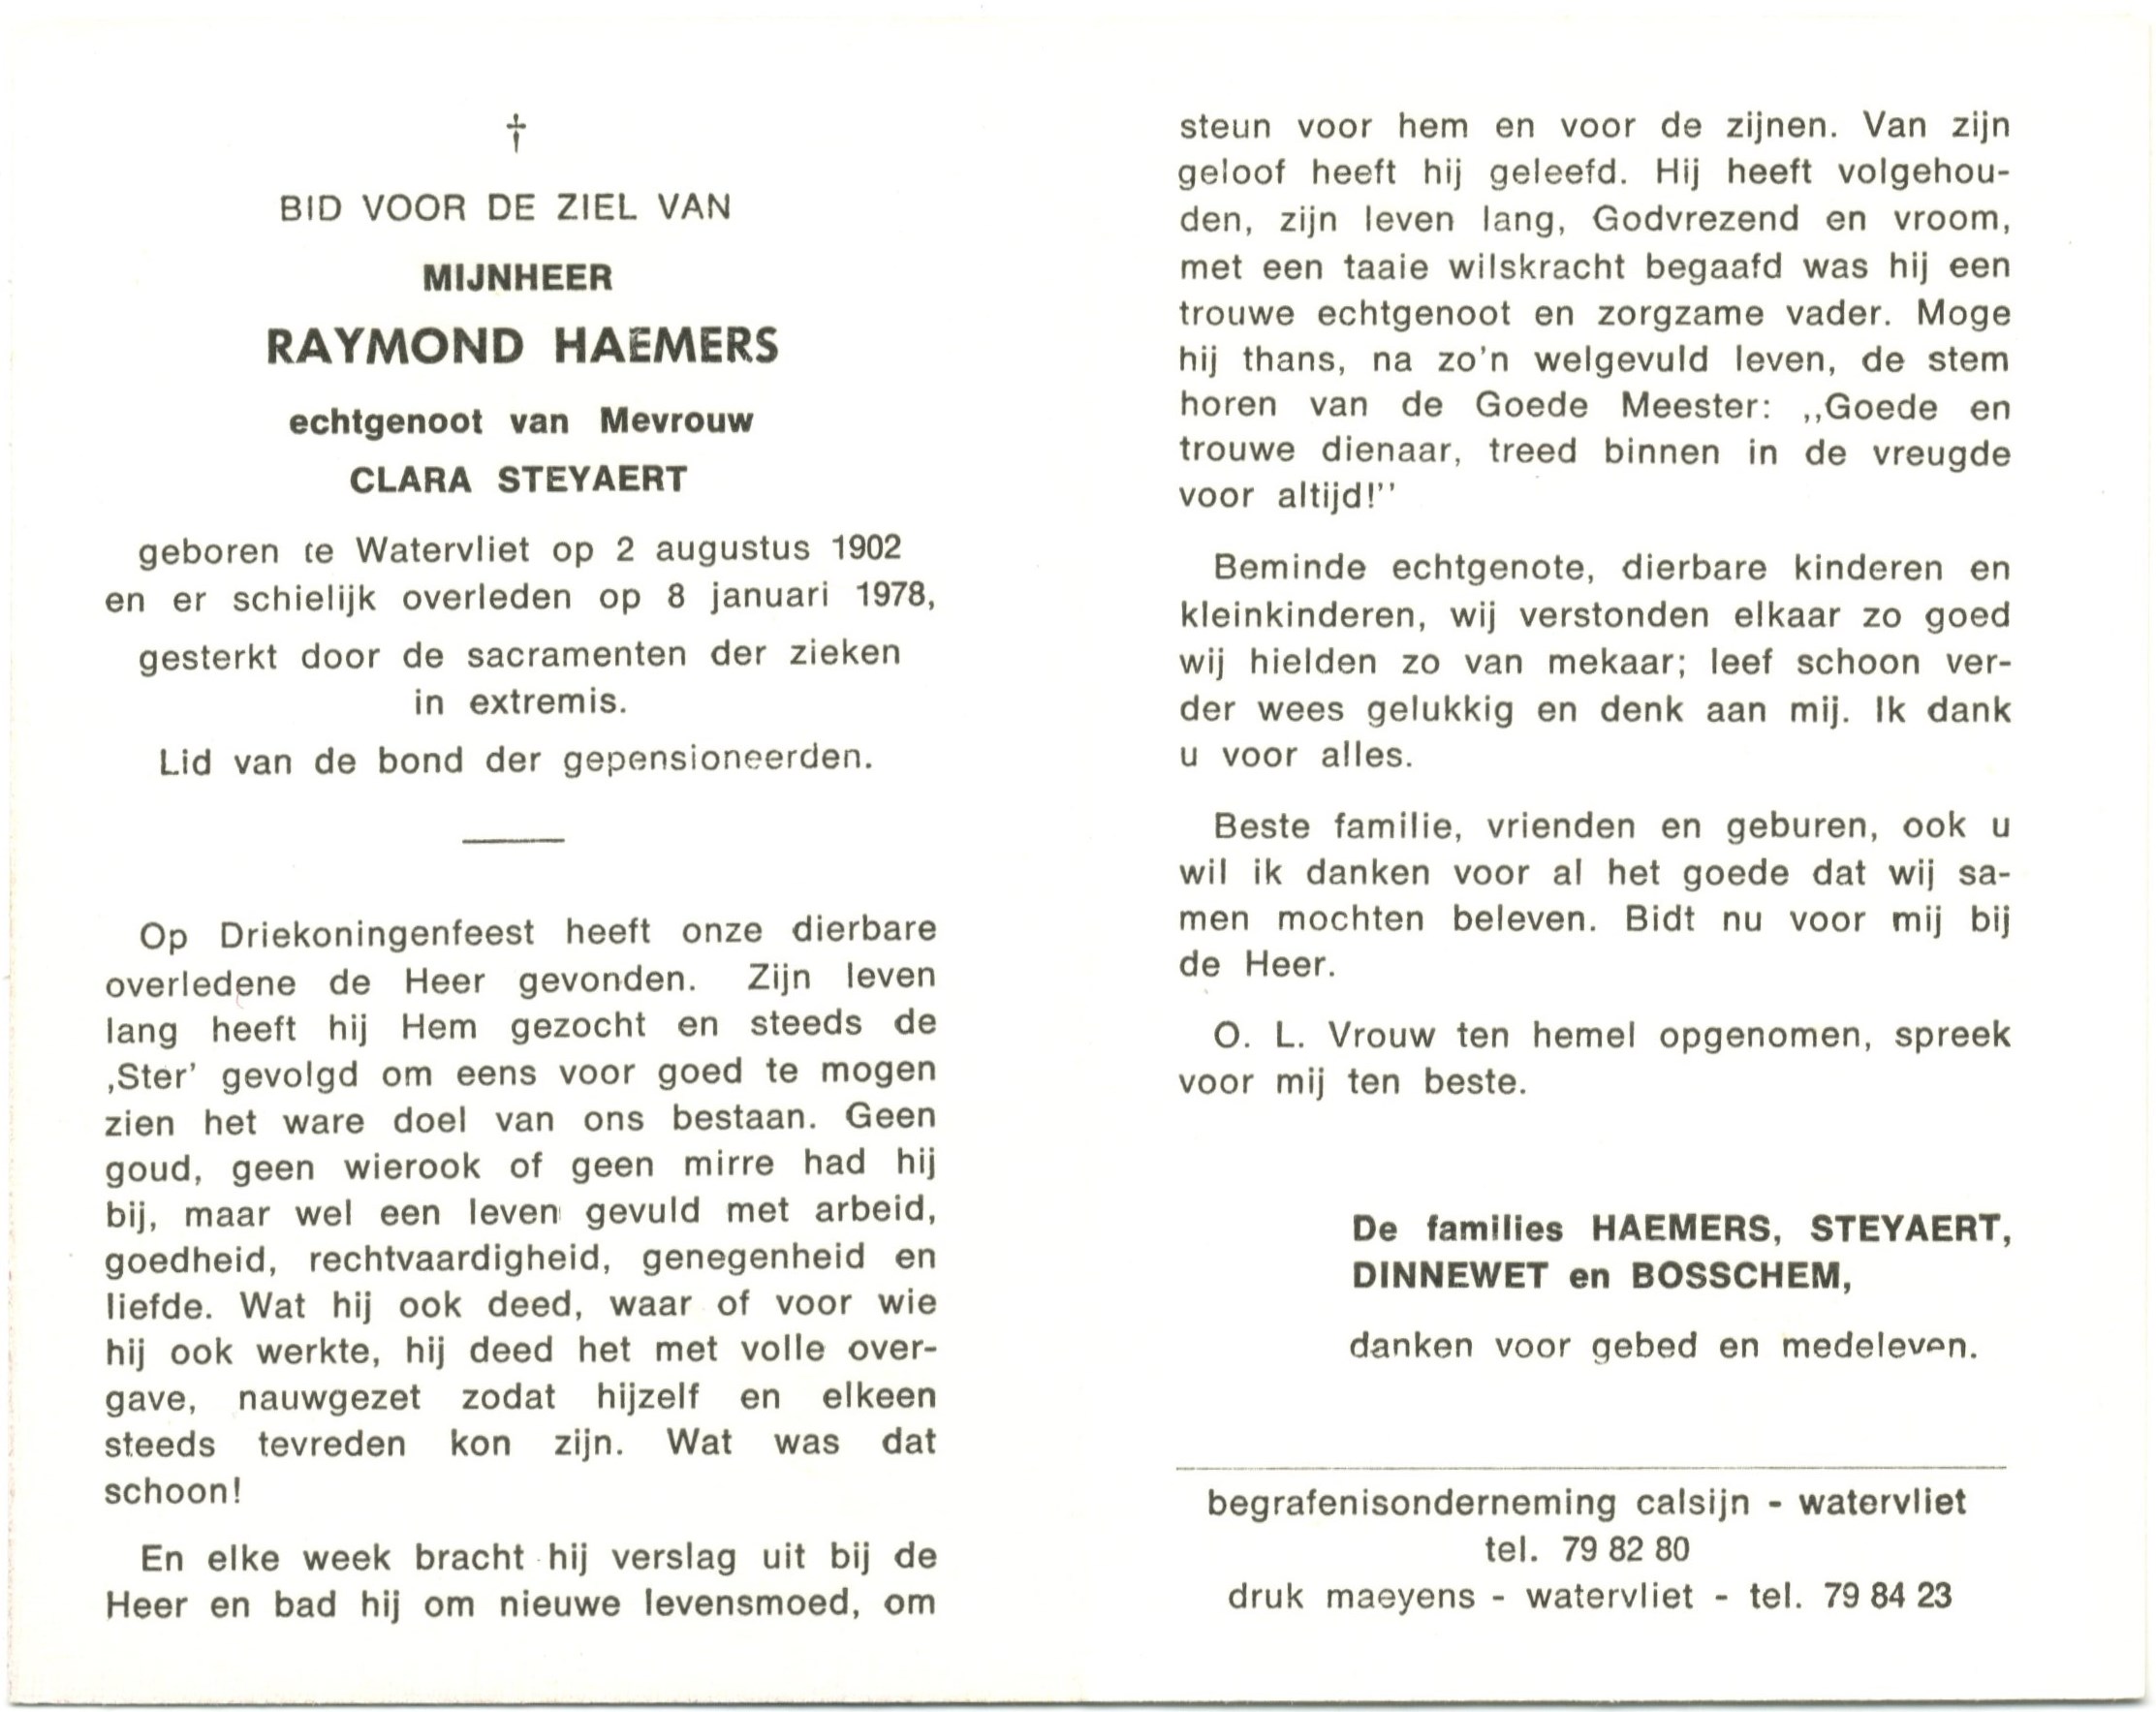 †
BID VOOR DE ZIEL VAN
MIJNHEER
RAYMOND HAEMERS
echtgenoot van Mevrouw
CLARA STEYAERT
geboren te Watervliet op 2 augustus 1902
en er schielijk overleden op 8 januari 1978,
gesterkt door de sacramenten der zieken
in extremis.
Lid van de bond der gepensioneerden.
Op Driekoningenfeest heeft onze dierbare
overledene de Heer gevonden. Zijn leven
lang heeft hij Hem gezocht en steeds de
‚Ster’ gevolgd om eens voor goed te mogen
zien het ware doel van ons bestaan. Geen
goud, geen wierook of geen mirre had hij
bij, maar wel een leven gevuld met arbeid,
goedheid, rechtvaardigheid, genegenheid en
liefde. Wat hij ook deed, waar of voor wie
hij ook werkte, hij deed het met volle over-
gave, nauwgezet zodat hijzelf en elkeen
steeds tevreden kon zijn. Wat was dat
schoon!
En elke week bracht hij verslag uit bij de
Heer en bad hij om nieuwe levensmoed, om
steun voor hem en voor de zijnen. Van zijn
geloof heeft hij geleefd. Hij heeft volgehou-
den, zijn leven lang, Godvrezend en vroom,
met een taaie wilskracht begaafd was hij een
trouwe echtgenoot en zorgzame vader. Moge
hij thans, na zo’n welgevuld leven, de stem
horen van de Goede Meester: ,,Goede en
trouwe dienaar, treed binnen in de vreugde
voor altijd!’’
Beminde echtgenote, dierbare kinderen en
kleinkinderen, wij verstonden elkaar zo goed
wij hielden zo van mekaar; leef schoon ver-
der wees gelukkig en denk aan mij. Ik dank
u voor alles.
Beste familie, vrienden en geburen, ook u
wil ik danken voor al het goede dat wij sa-
men mochten beleven. Bidt nu voor mij bij
de Heer.
O. L. Vrouw ten hemel opgenomen, spreek
voor mij ten beste.
De families HAEMERS, STEYAERT,
DINNEWET en BOSSCHEM,
danken voor gebed en medeleven.
begrafenisonderneming calsijn - watervliet
tel. 79 82 80
druk maeyens - watervliet - tel. 79 84 23